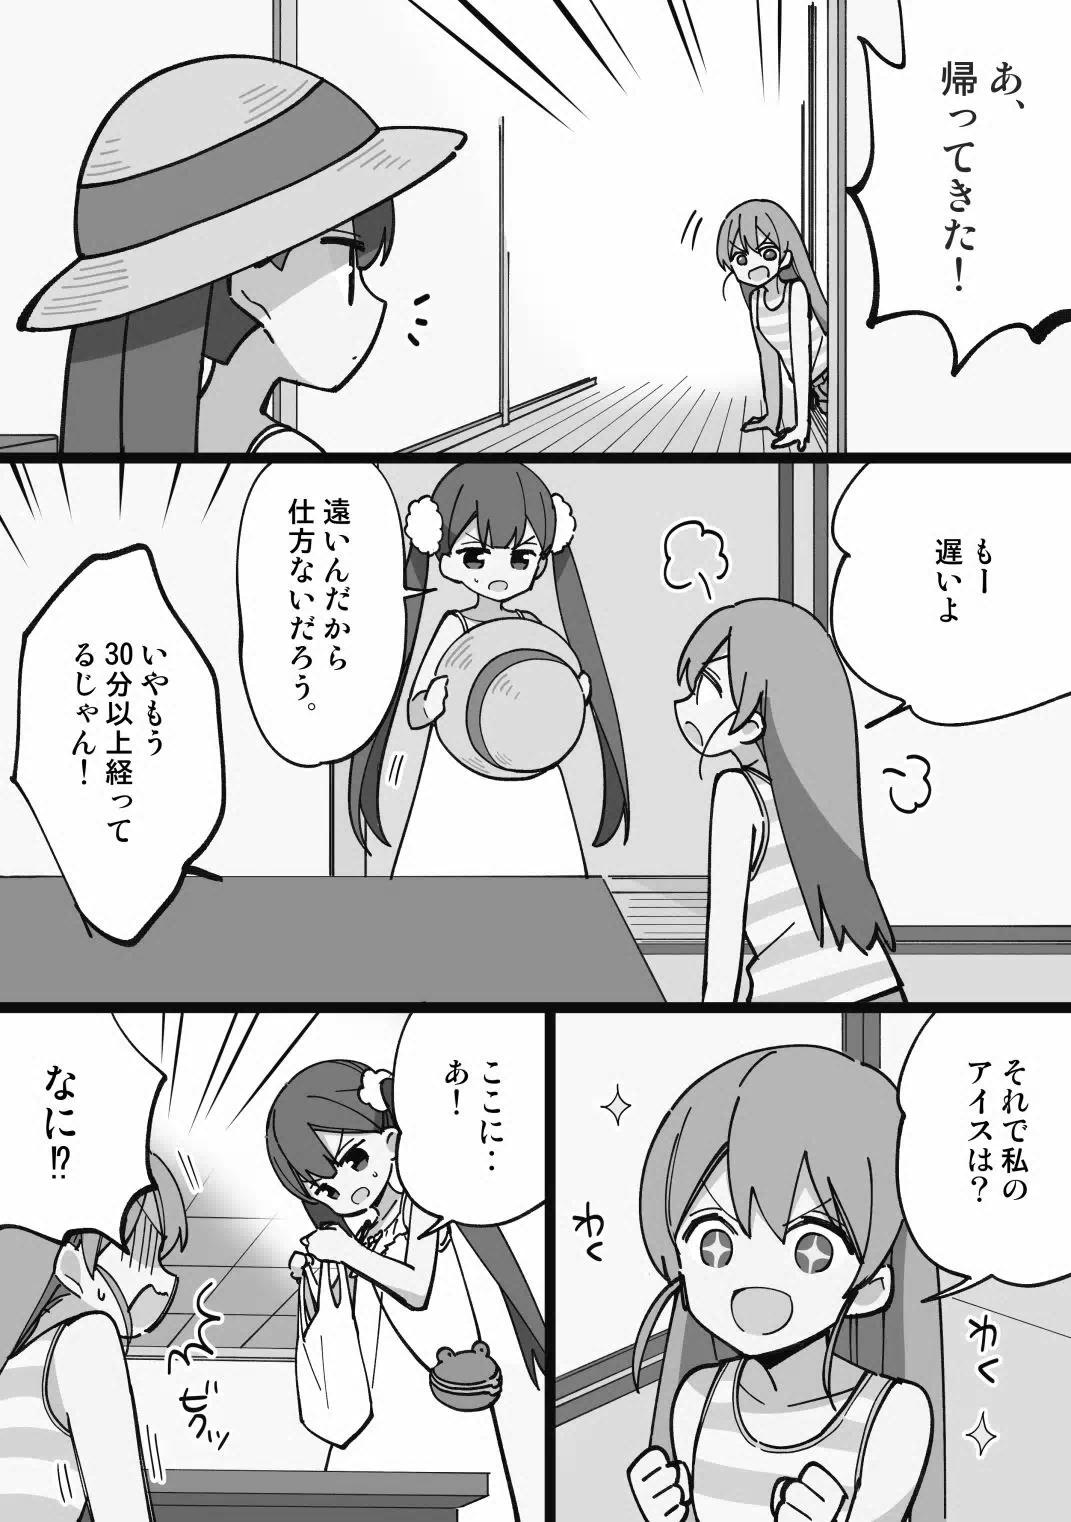 あ、
帰ってきた！
もー
遅いよ
遠いんだから
仕方ないだろう。
いやもう
30分以上経って
るじゃん！
それで私の
アイスは？
わく
わく
ここに・・
あ！
なに⁉
ビクッ